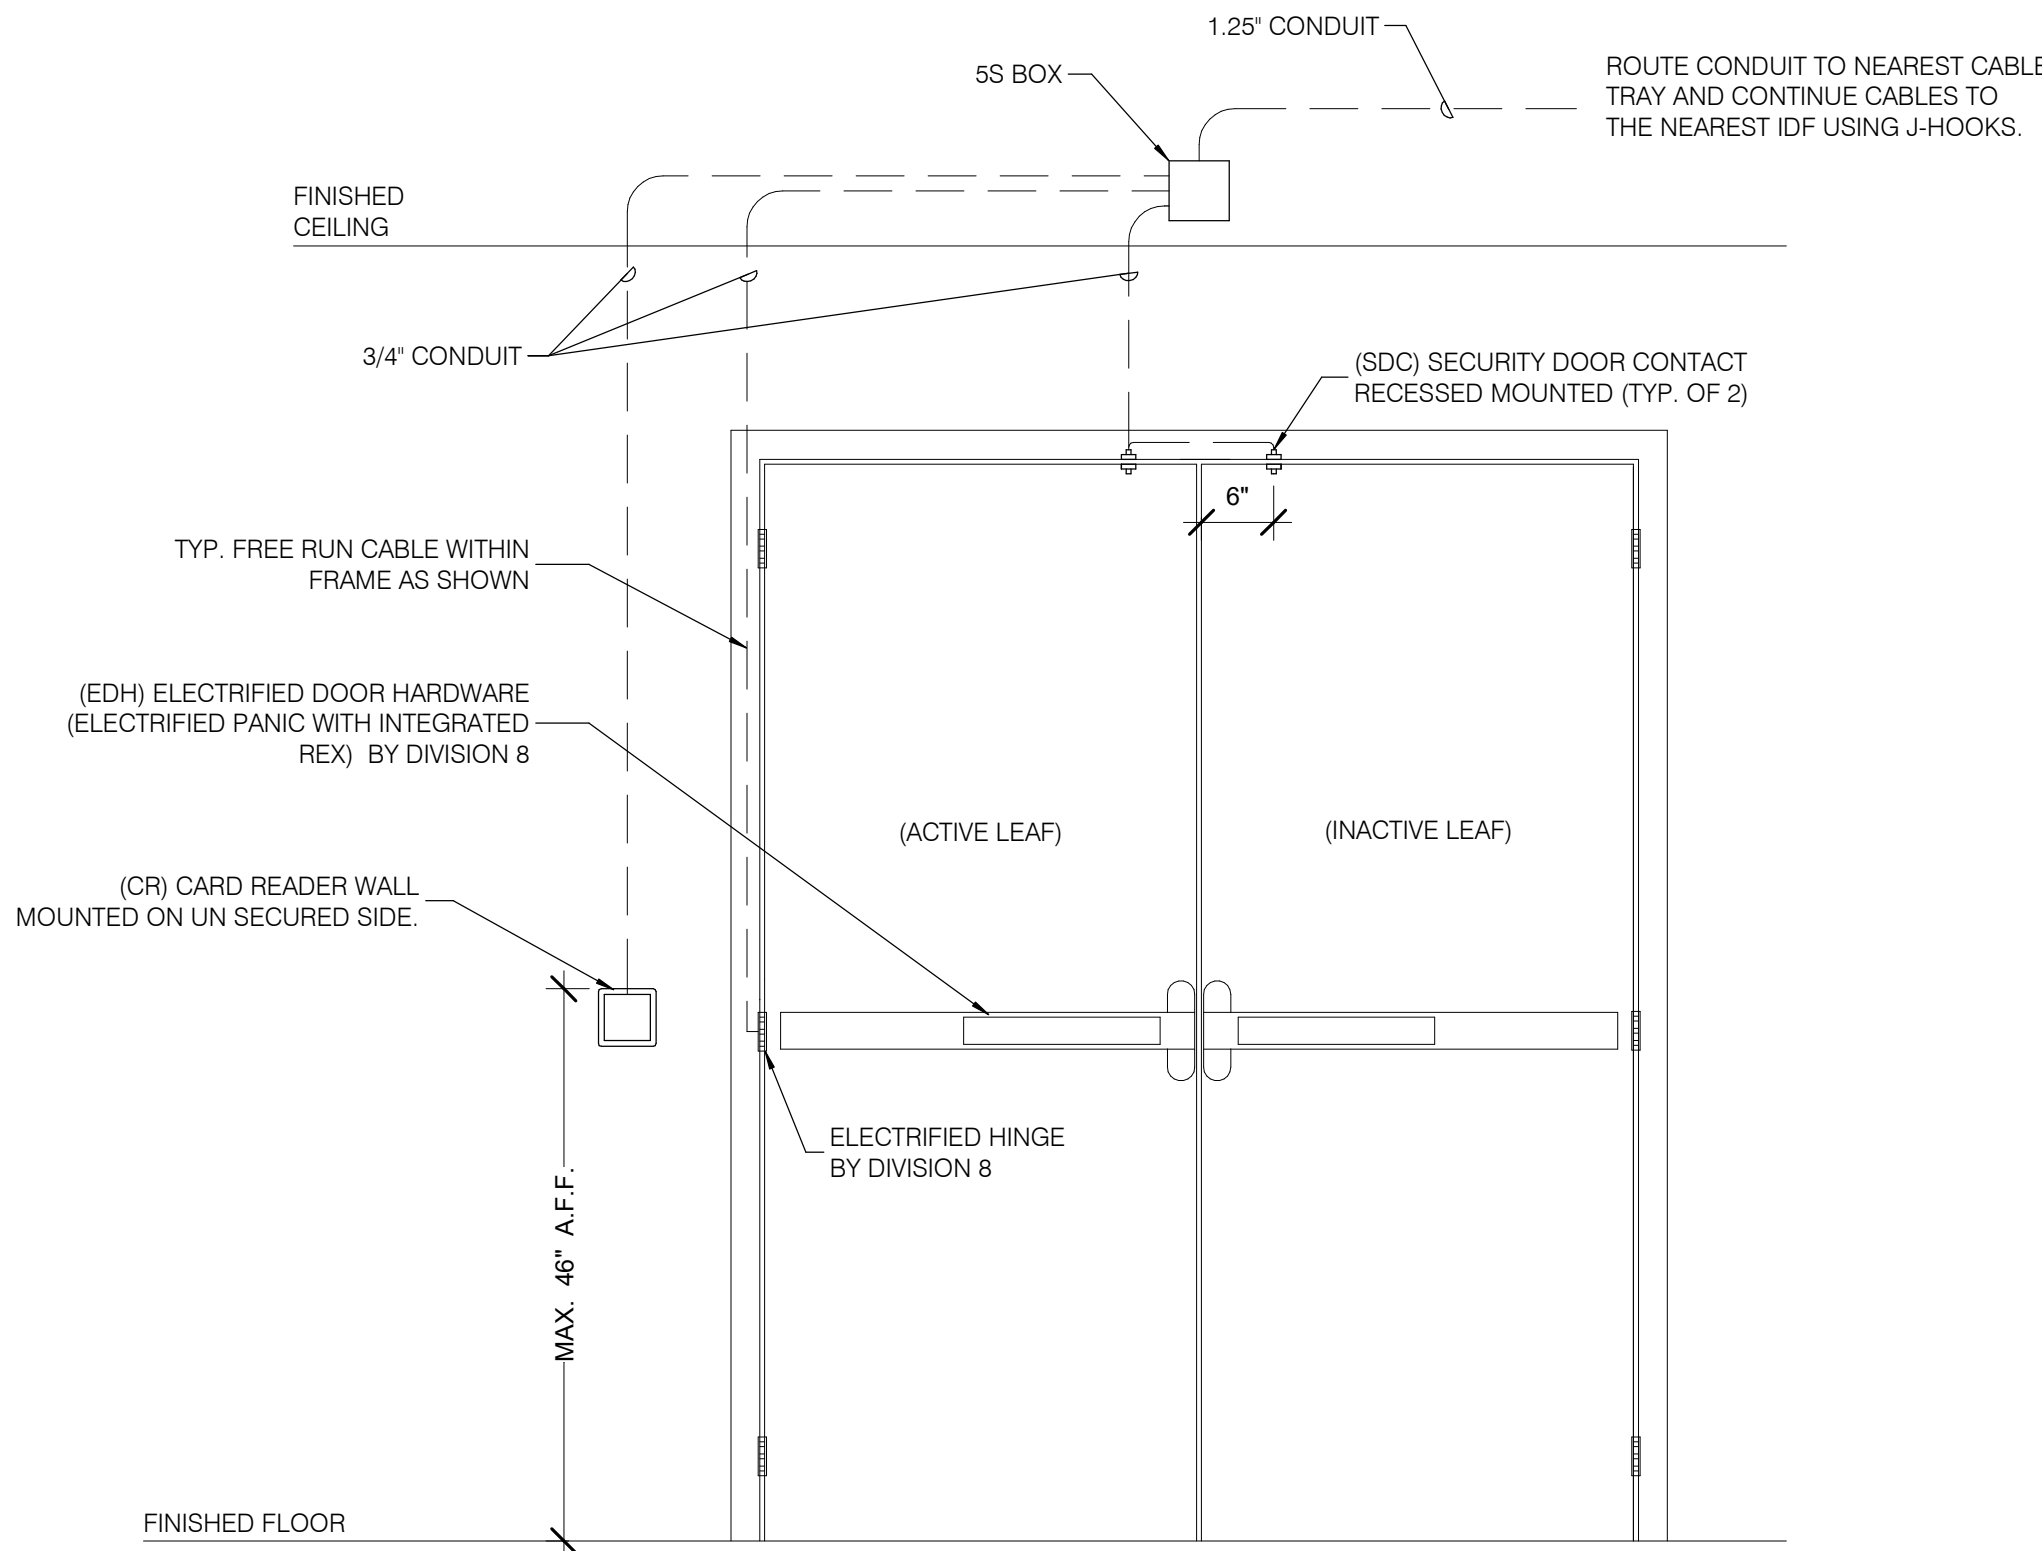 1.25" CONDUIT
5S BOX
ROUTE CONDUIT TO NEAREST CABLE
TRAY AND CONTINUE CABLES TO
THE NEAREST IDF USING J-HOOKS.
FINISHED
CEILING
3/4" CONDUIT
(SDC) SECURITY DOOR CONTACT
RECESSED MOUNTED (TYP. OF 2)
6"
TYP. FREE RUN CABLE WITHIN
FRAME AS SHOWN
(EDH) ELECTRIFIED DOOR HARDWARE
(ELECTRIFIED PANIC WITH INTEGRATED
REX) BY DIVISION 8
(ACTIVE LEAF)
(INACTIVE LEAF)
(CR) CARD READER WALL
MOUNTED ON UN SECURED SIDE.
ELECTRIFIED HINGE
BY DIVISION 8
MAX. 46" A.F.F.
FINISHED FLOOR